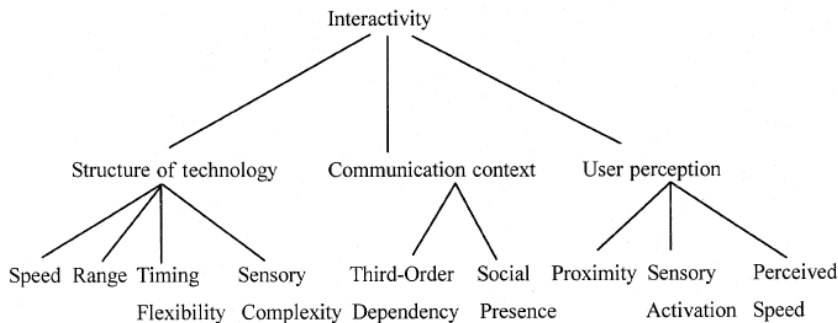 Interactivity
Structure of technology Communication context User perception
Speed Range Timing Sensory Third-Order Social Proximity Sensory Perceived
Flexibility Complexity Dependency Presence Activation Speed